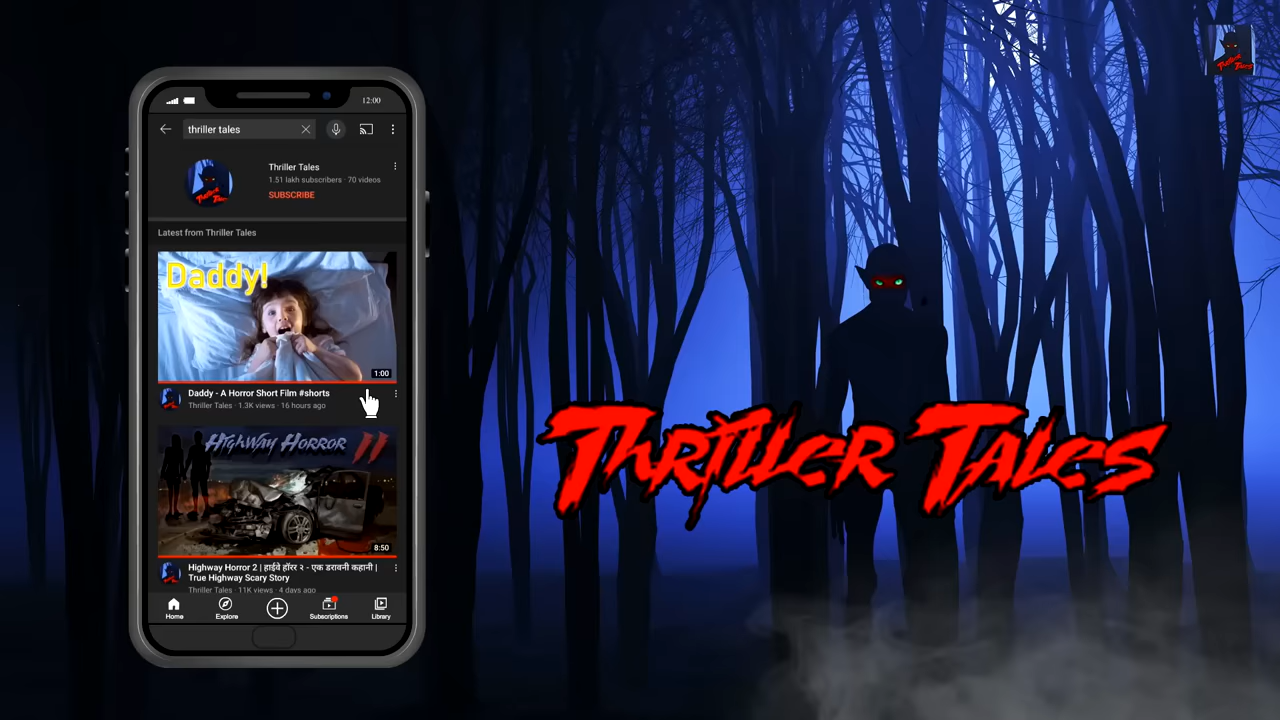 12:00
thriller tales
Thriller Tales
1.51 lakh subscribers · 70 videos
SUBSCRIBE
Latest from Thriller Tales
Daddy!
1:00
Daddy - A Horror Short Film #shorts
Thriller Tales · 1.3K views · 16 hours ago
HIGHWAY HORROR II
8:50
Highway Horror 2 | हाईवे हॉरर २ - एक डरावनी कहानी |
True Highway Scary Story
Thriller Tales · 11K views · 4 days ago
Home
Explore
Subscriptions
Library
THRILLER TALES
Thriller Tales